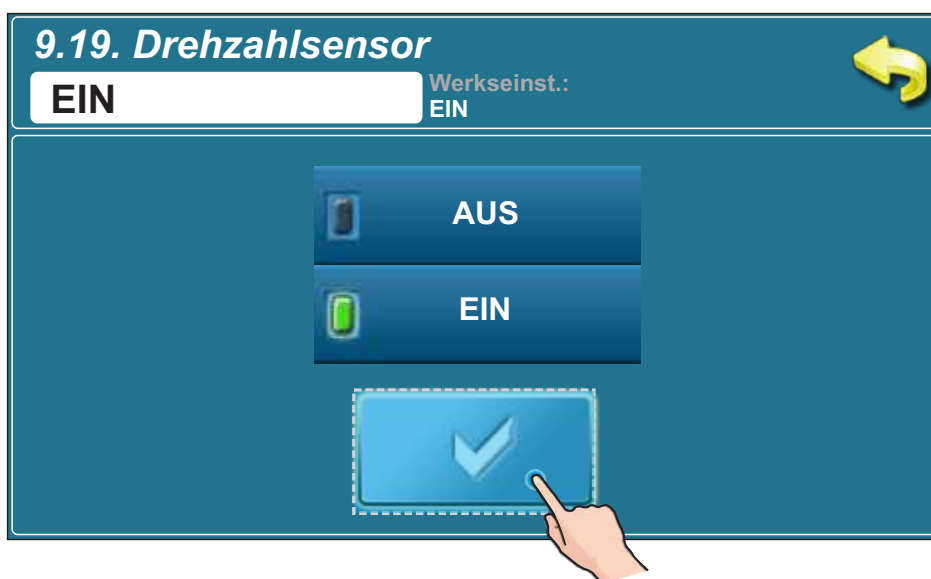 9.19. Drehzahlsensor
EIN
Werkseinst.:
EIN
AUS
EIN